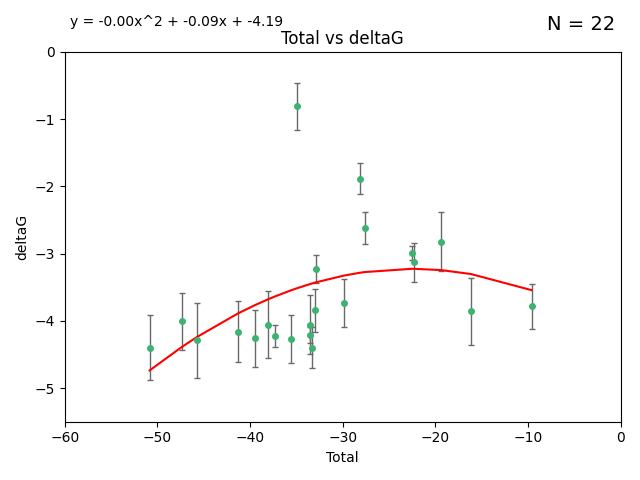 y = -0.00x^2 + -0.09x + -4.19
N = 22
Total vs deltaG
0
−1
−2
−3
−4
−5
deltaG
−60 −50 −40 −30 −20 −10 0
Total